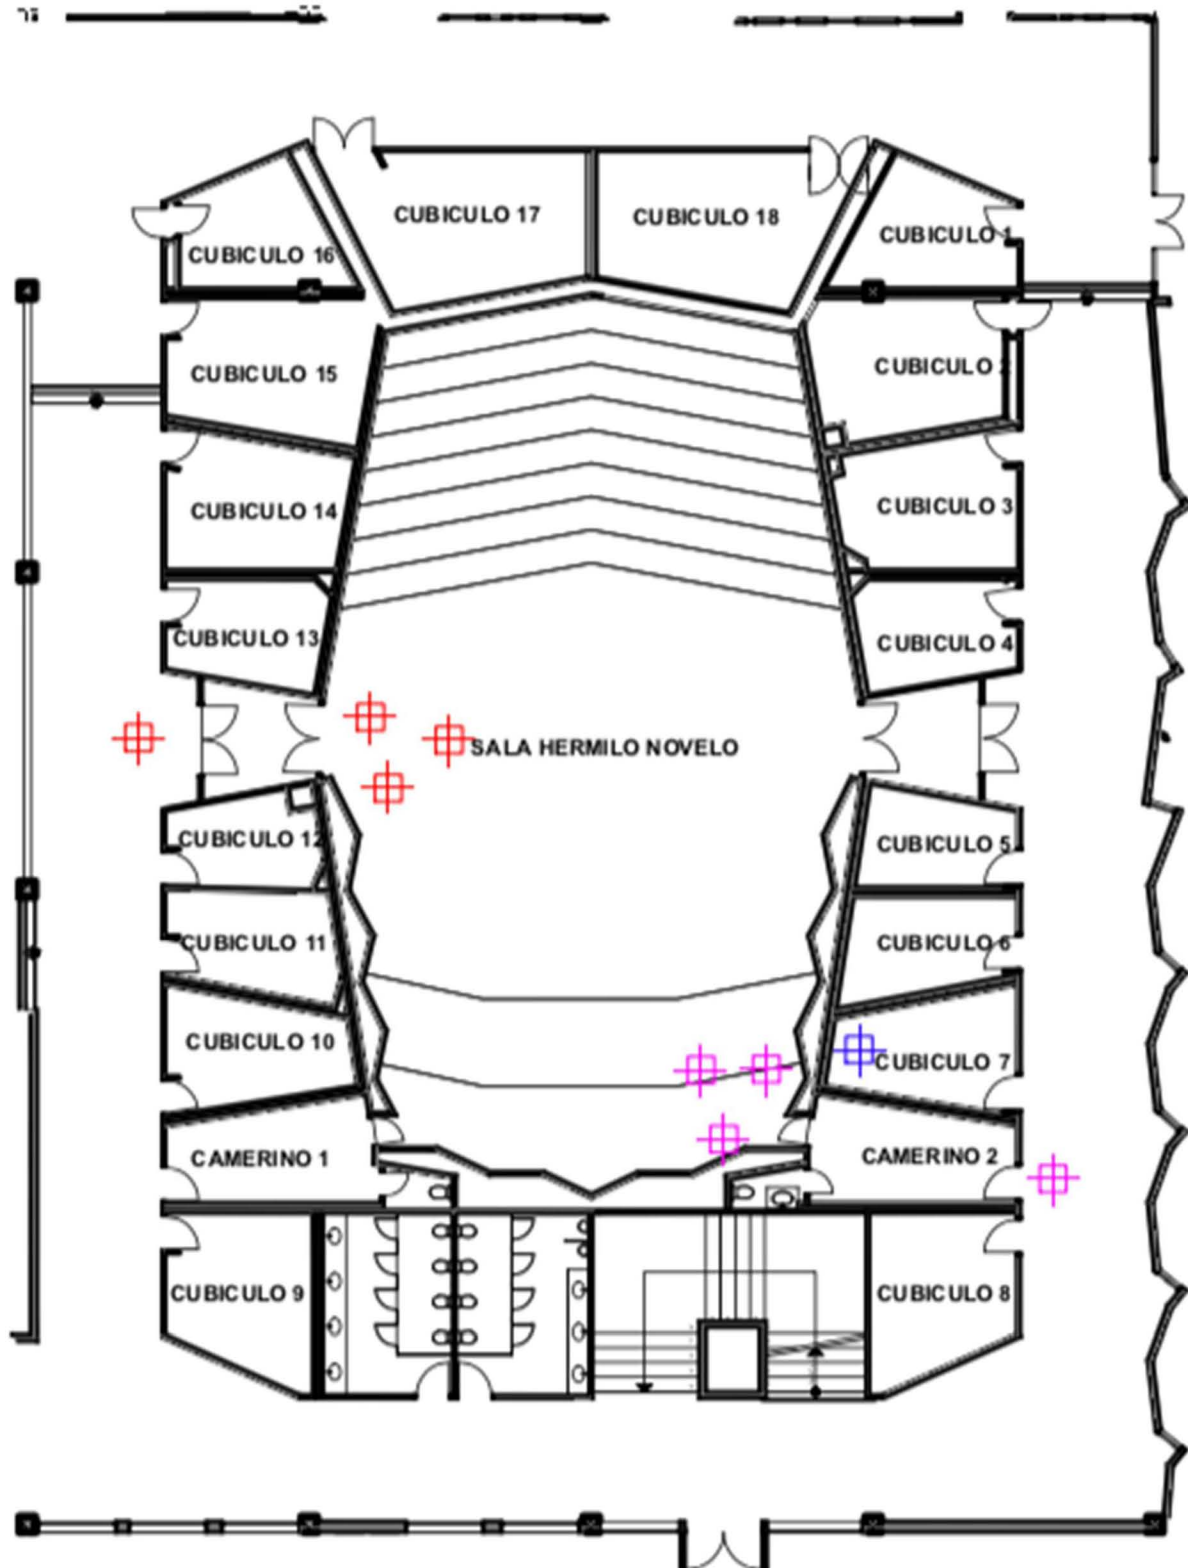 CUBICULO 17
CUBICULO 18
CUBICULO 16
CUBICULO 1
CUBICULO 15
CUBICULO 2
CUBICULO 14
CUBICULO 3
CUBICULO 13
CUBICULO 4
SALA HERMILO NOVELO
CUBICULO 12
CUBICULO 5
CUBICULO 11
CUBICULO 6
CUBICULO 10
CUBICULO 7
CAMERINO 1
CAMERINO 2
CUBICULO 9
CUBICULO 8